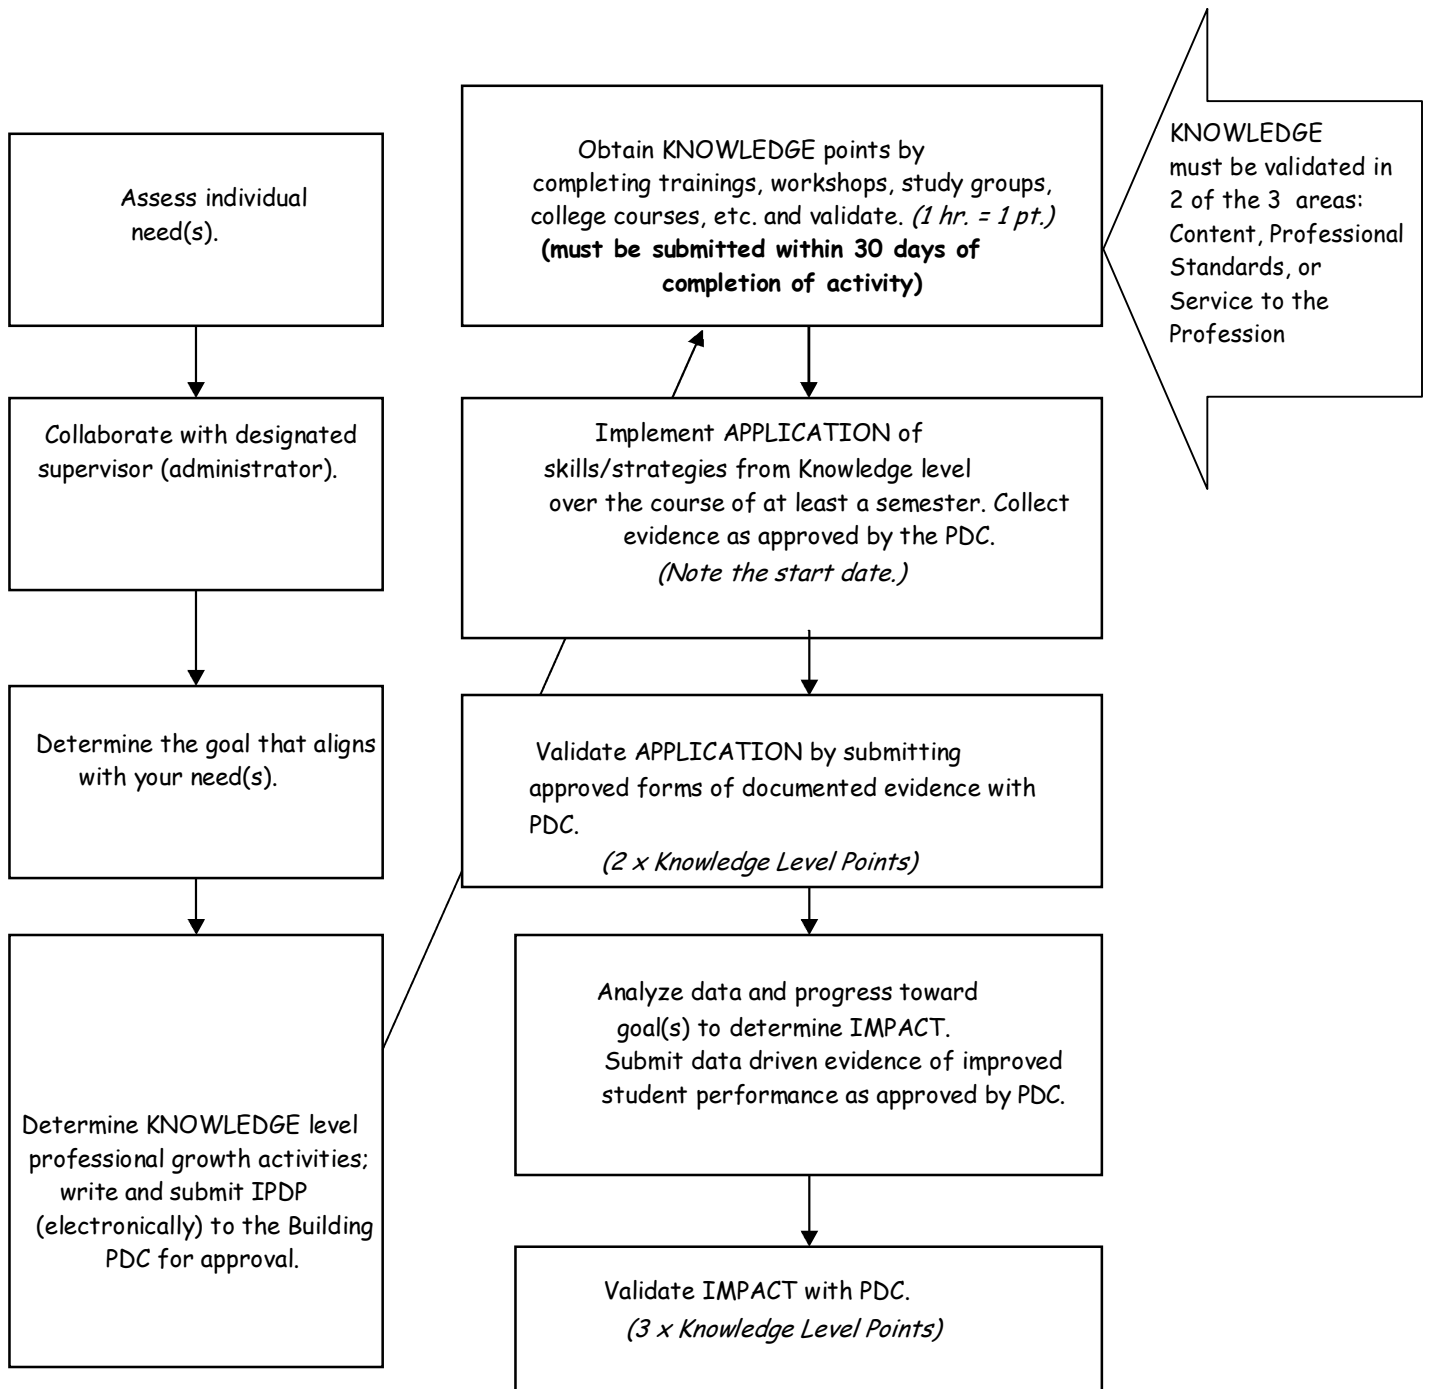 Assess individual
need(s).
Collaborate with designated
supervisor (administrator).
Determine the goal that aligns
with your need(s).
Determine KNOWLEDGE level
professional growth activities;
write and submit IPDP
(electronically) to the Building
PDC for approval.
Obtain KNOWLEDGE points by
completing trainings, workshops, study groups,
college courses, etc. and validate. (1 hr. = 1 pt.)
(must be submitted within 30 days of
completion of activity)
KNOWLEDGE
must be validated in
2 of the 3 areas:
Content, Professional
Standards, or
Service to the
Profession
Implement APPLICATION of
skills/strategies from Knowledge level
over the course of at least a semester. Collect
evidence as approved by the PDC.
(Note the start date.)
Validate APPLICATION by submitting
approved forms of documented evidence with
PDC.
(2 x Knowledge Level Points)
Analyze data and progress toward
goal(s) to determine IMPACT.
Submit data driven evidence of improved
student performance as approved by PDC.
Validate IMPACT with PDC.
(3 x Knowledge Level Points)